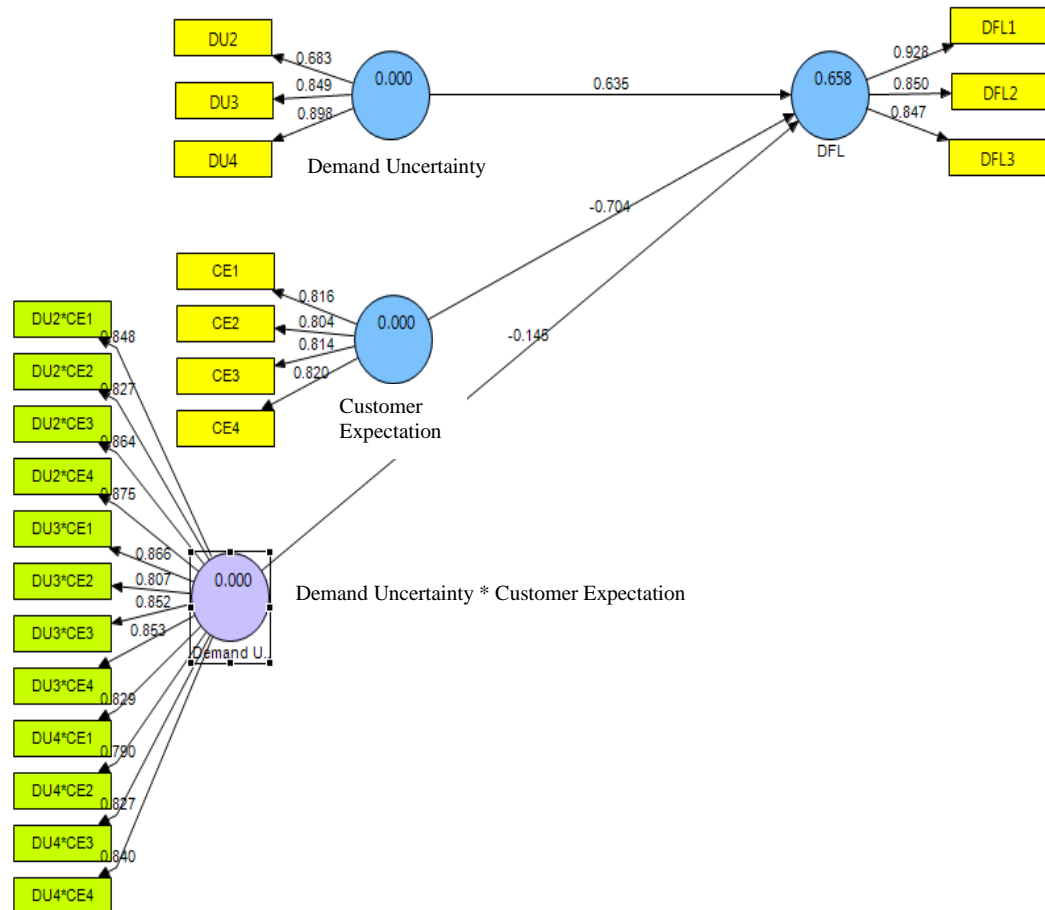 DU2
0.683
DU3
0.849
0.898
DU4
0.000
Demand Uncertainty
0.635
0.658
DFL
0.928
DFL1
0.850
DFL2
0.847
DFL3
-0.704
-0.145
CE1
0.816
CE2
0.804
0.814
CE3
0.820
CE4
0.000
Customer
Expectation
DU2*CE1
0.848
DU2*CE2
0.827
DU2*CE3
0.864
DU2*CE4
0.875
DU3*CE1
0.866
DU3*CE2
0.807
0.852
DU3*CE3
0.853
DU3*CE4
0.829
DU4*CE1
0.790
DU4*CE2
0.827
DU4*CE3
0.840
DU4*CE4
0.000
Demand U..
Demand Uncertainty * Customer Expectation